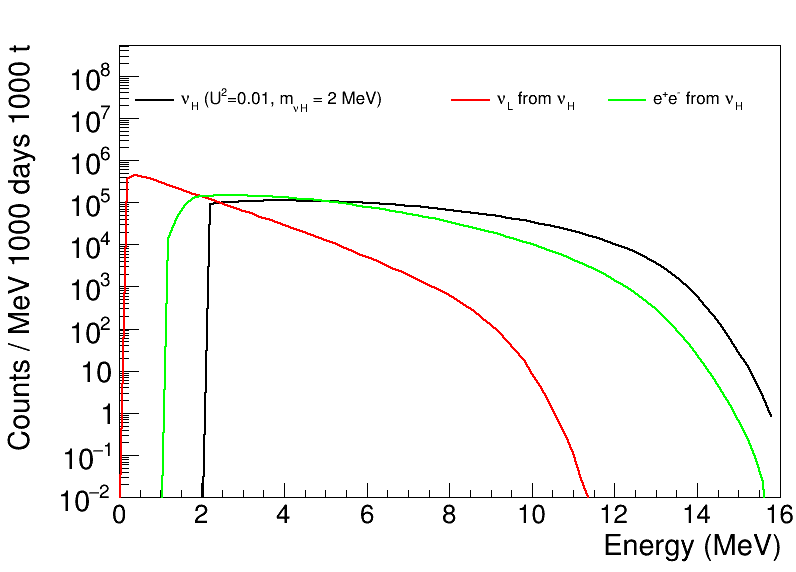 Counts / MeV 1000 days 1000 t
10⁸
10⁷
10⁶
10⁵
10⁴
10³
10²
10
1
10⁻¹
10⁻²
ν_H (U²=0.01, m_νH = 2 MeV)
ν_L from ν_H
e⁺e⁻ from ν_H
0 2 4 6 8 10 12 14 16
Energy (MeV)